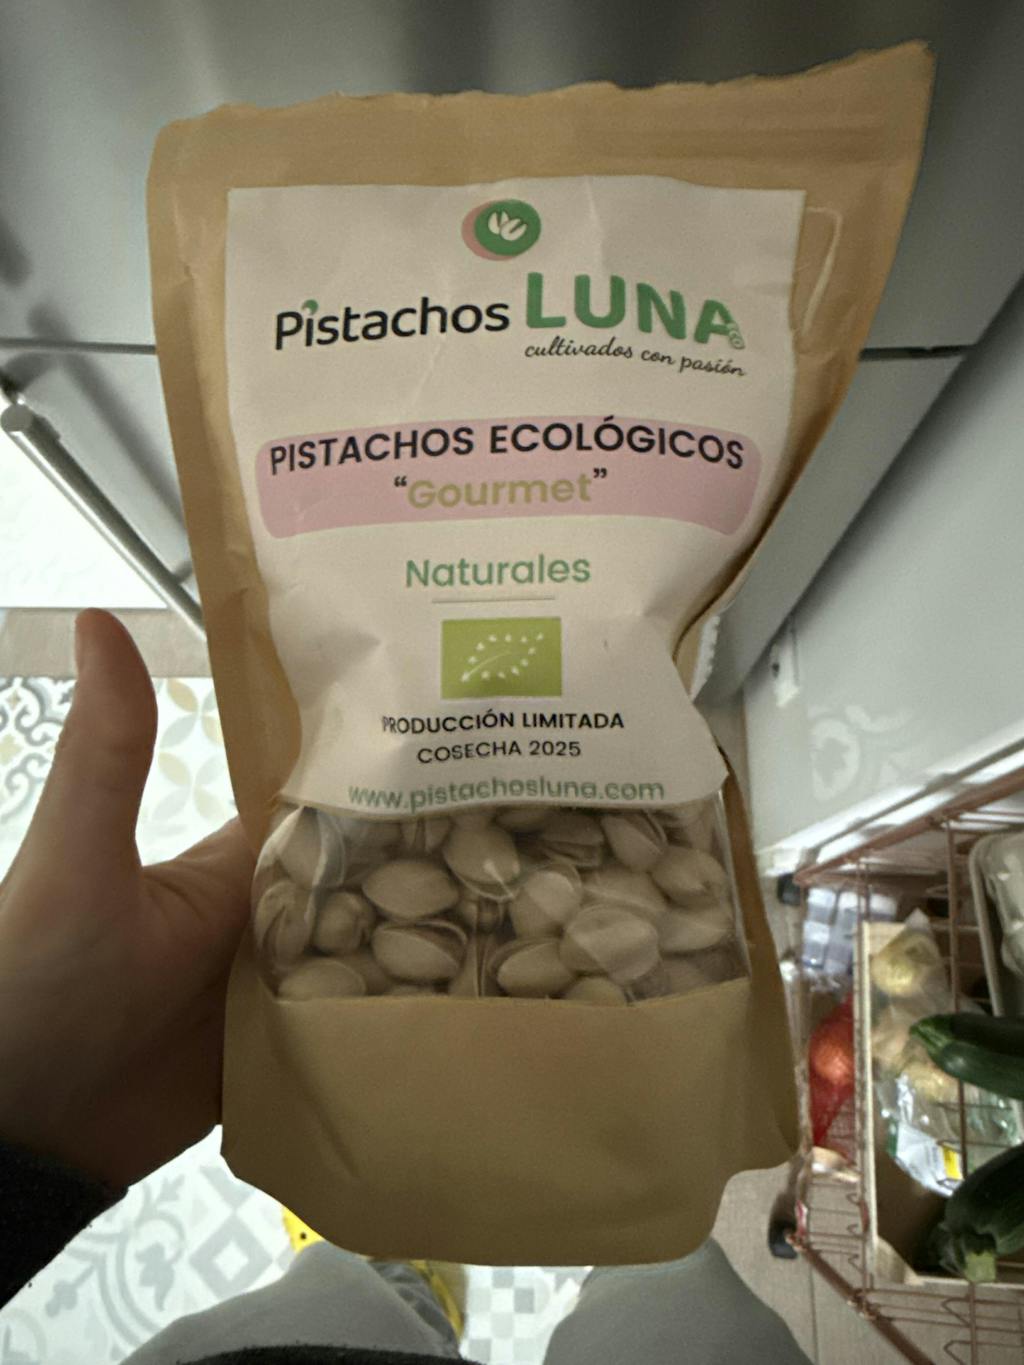 Pistachos LUNA
cultivados con pasión
PISTACHOS ECOLÓGICOS
“Gourmet”
Naturales
PRODUCCIÓN LIMITADA
COSECHA 2025
www.pistachosluna.com